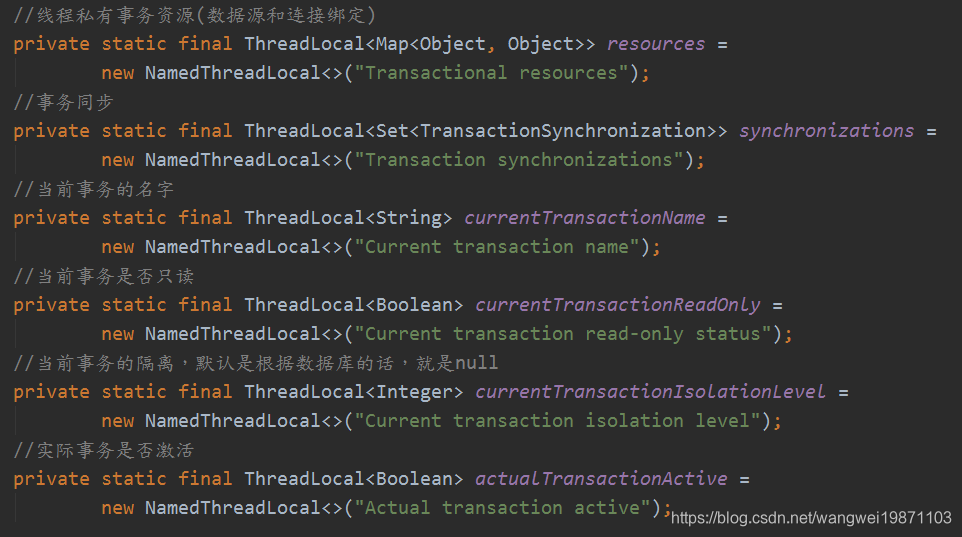 //线程私有事务资源(数据源和连接绑定)
private static final ThreadLocal<Map<Object, Object>> resources =
new NamedThreadLocal<>("Transactional resources");
//事务同步
private static final ThreadLocal<Set<TransactionSynchronization>> synchronizations =
new NamedThreadLocal<>("Transaction synchronizations");
//当前事务的名字
private static final ThreadLocal<String> currentTransactionName =
new NamedThreadLocal<>("Current transaction name");
//当前事务是否只读
private static final ThreadLocal<Boolean> currentTransactionReadOnly =
new NamedThreadLocal<>("Current transaction read-only status");
//当前事务的隔离，默认是根据数据库的话，就是null
private static final ThreadLocal<Integer> currentTransactionIsolationLevel =
new NamedThreadLocal<>("Current transaction isolation level");
//实际事务是否激活
private static final ThreadLocal<Boolean> actualTransactionActive =
new NamedThreadLocal<>("Actual transaction active");
https://blog.csdn.net/wangwei19871103